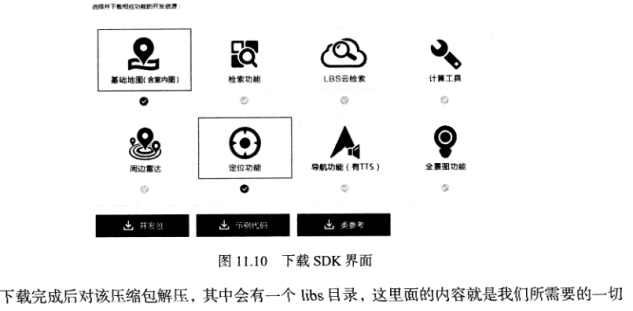 选择并下载相应功能的开发资源：
基础地图(含室内图) 检索功能 LBS云检索 计算工具
周边雷达 定位功能 导航功能（有TTS） 全景图功能
开发包 示例代码 类参考
图 11.10 下载 SDK 界面
下载完成后对该压缩包解压，其中会有一个 libs 目录，这里面的内容就是我们所需要的一切